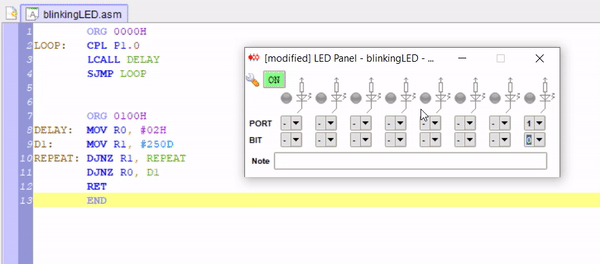 blinkingLED.asm
1 ORG 0000H
2 LOOP: CPL P1.0
3 LCALL DELAY
4 SJMP LOOP
5
6
7 ORG 0100H
8 DELAY: MOV R0, #02H
9 D1: MOV R1, #250D
10 REPEAT: DJNZ R1, REPEAT
11 DJNZ R0, D1
12 RET
13 END
[modified] LED Panel - blinkingLED - ...
ON
PORT - - - - - - - 1
BIT - - - - - - - 0
Note